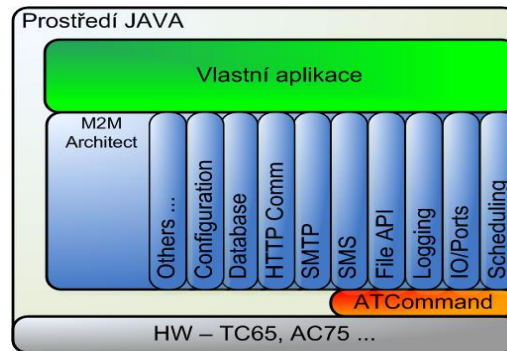 Prostředí JAVA
Vlastní aplikace
M2M
Architect
Others ...
Configuration
Database
HTTP Comm
SMTP
SMS
File API
Logging
IO/Ports
Scheduling
ATCommand
HW – TC65, AC75 ...